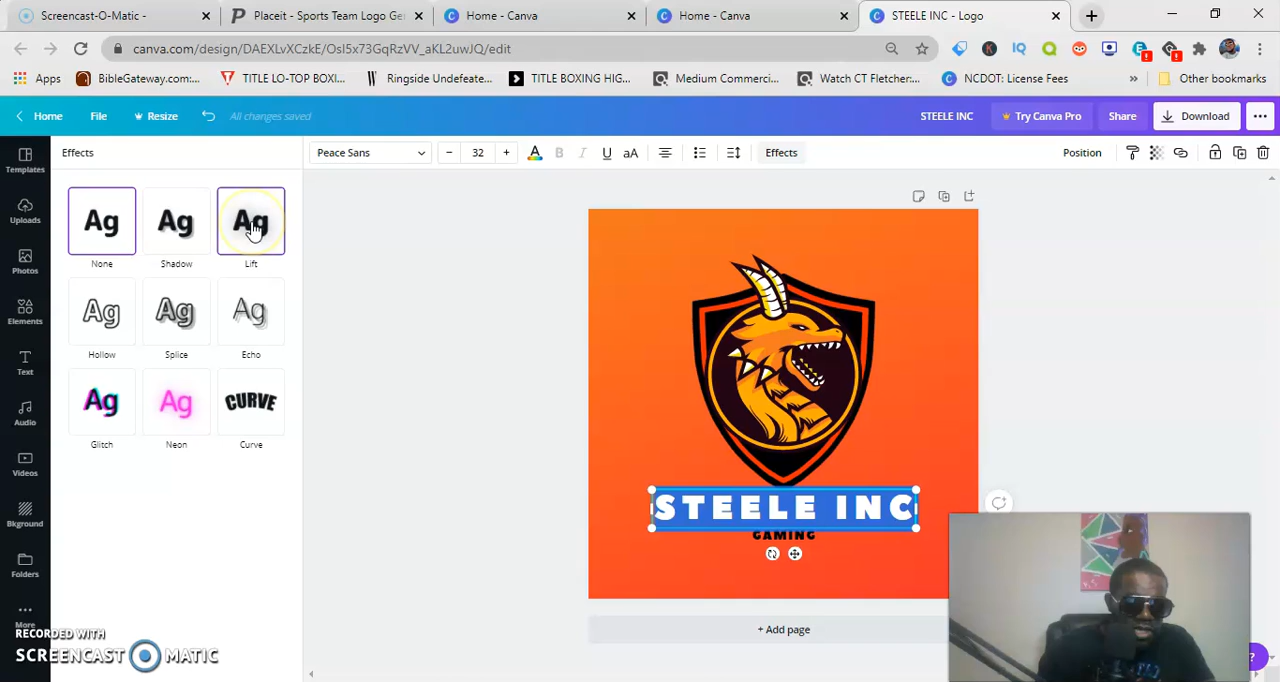 Screencast-O-Matic -
Placeit - Sports Team Logo Ge
Home - Canva
Home - Canva
STEELE INC - Logo
canva.com/design/DAEXLvXCzkE/OsI5x73GqRzVV_aKL2uwJQ/edit
Apps
BibleGateway.com:...
TITLE LO-TOP BOXI...
Ringside Undefeate...
TITLE BOXING HIG...
Medium Commerci...
Watch CT Fletcher:...
NCDOT: License Fees
Other bookmarks
Home
File
Resize
All changes saved
STEELE INC
Try Canva Pro
Share
Download
Effects
Peace Sans
32
B
I
U
aA
Effects
Position
Templates
Uploads
Photos
Elements
Text
Audio
Videos
Bkground
Folders
More
Ag
None
Ag
Shadow
Ag
Lift
Ag
Hollow
Ag
Splice
Ag
Echo
Ag
Glitch
Ag
Neon
CURVE
Curve
STEELE INC
GAMING
+ Add page
?
RECORDED WITH
SCREENCAST MATIC